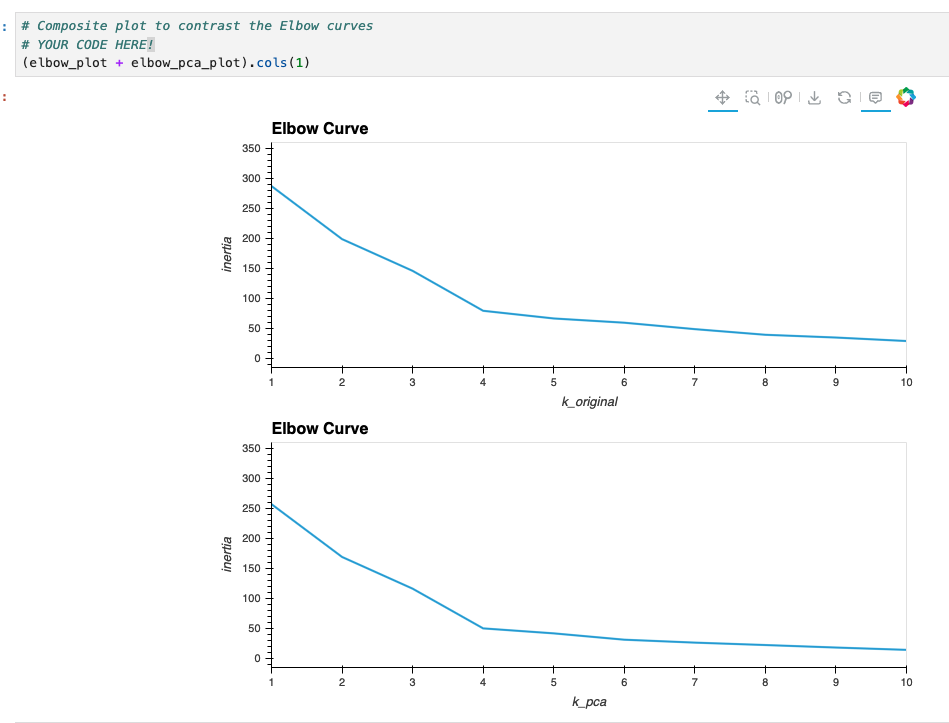 :
# Composite plot to contrast the Elbow curves
# YOUR CODE HERE!
(elbow_plot + elbow_pca_plot).cols(1)
:
Elbow Curve
350
300
250
200
150
100
50
0
inertia
1 2 3 4 5 6 7 8 9 10
k_original
Elbow Curve
350
300
250
200
150
100
50
0
inertia
1 2 3 4 5 6 7 8 9 10
k_pca